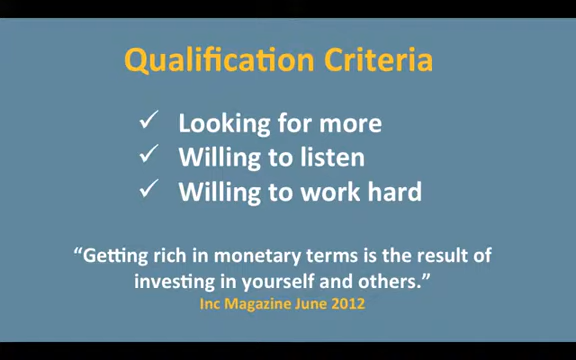 Qualification Criteria
✓ Looking for more
✓ Willing to listen
✓ Willing to work hard
“Getting rich in monetary terms is the result of
investing in yourself and others.”
Inc Magazine June 2012